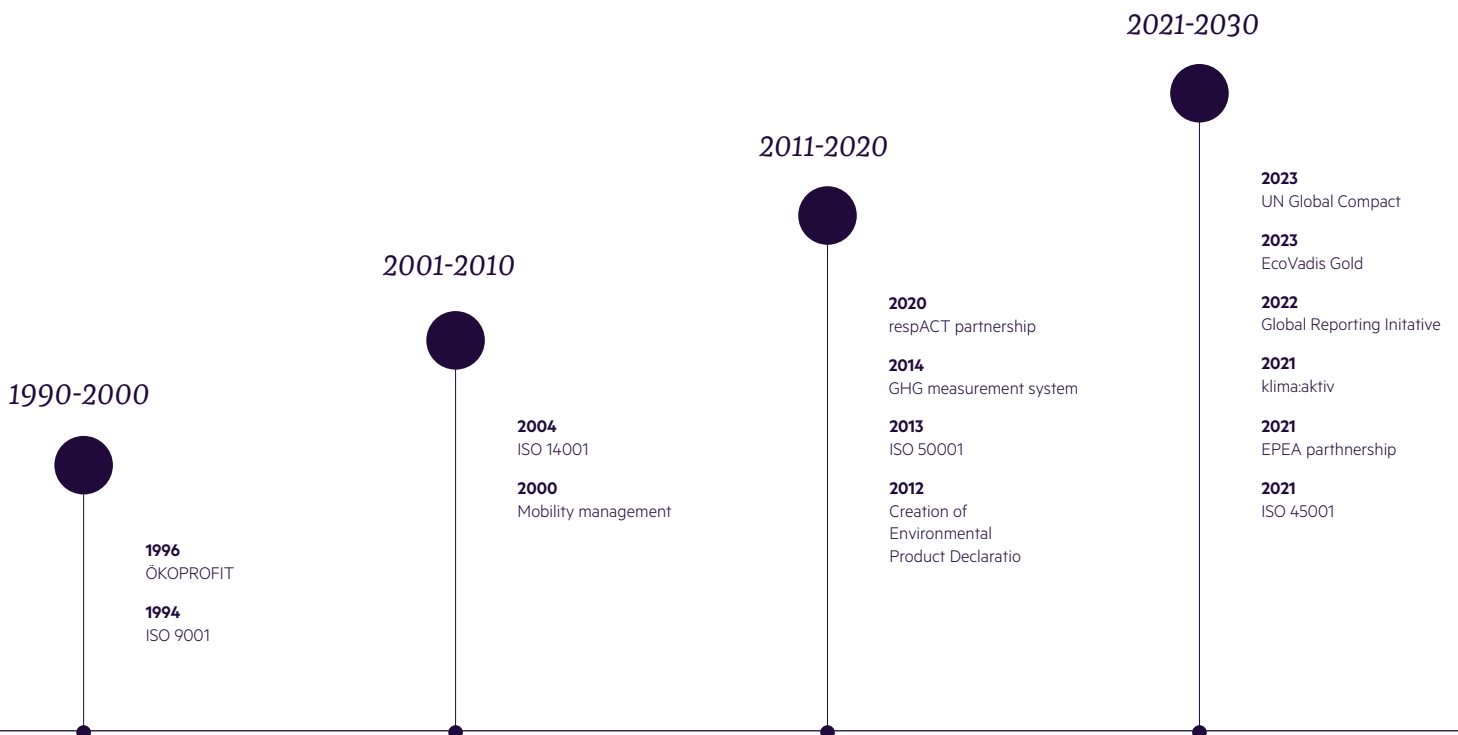 1990-2000
1996
ÖKOPROFIT
1994
ISO 9001
2001-2010
2004
ISO 14001
2000
Mobility management
2011-2020
2020
respACT partnership
2014
GHG measurement system
2013
ISO 50001
2012
Creation of
Environmental
Product Declaratio
2021-2030
2023
UN Global Compact
2023
EcoVadis Gold
2022
Global Reporting Initative
2021
klima:aktiv
2021
EPEA parthnership
2021
ISO 45001